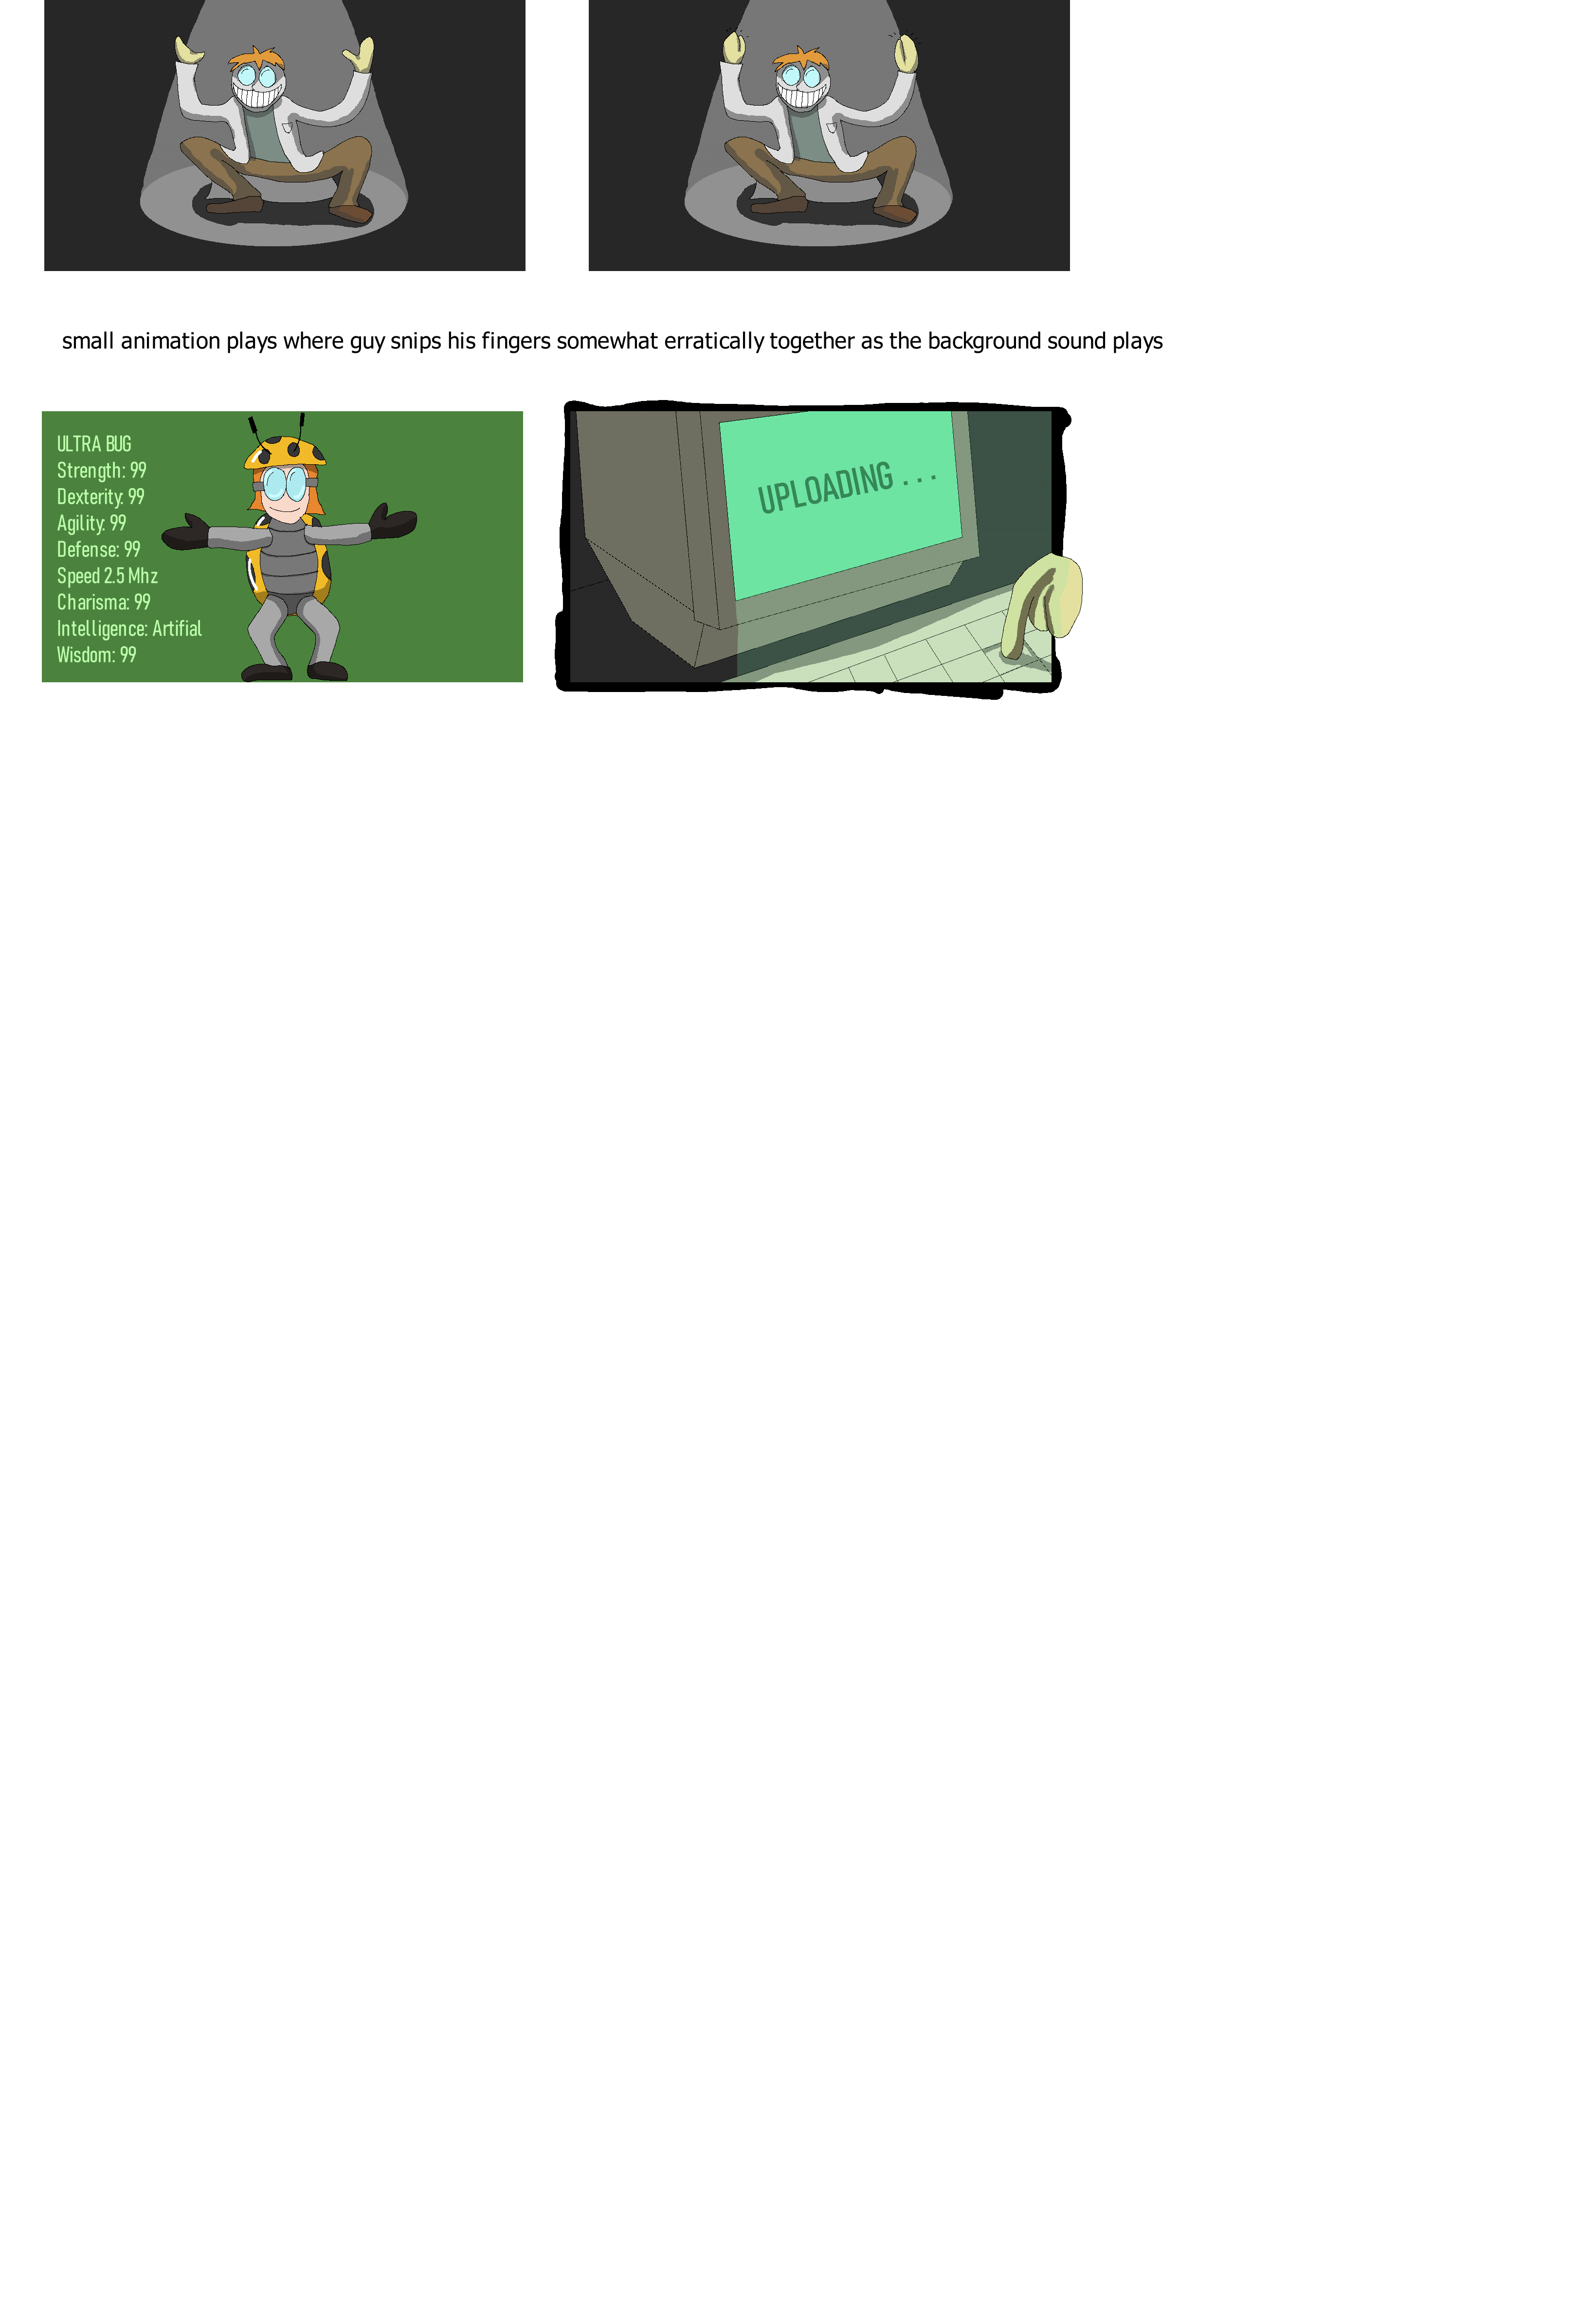 small animation plays where guy snips his fingers somewhat erratically together as the background sound plays
ULTRA BUG
Strength: 99
Dexterity: 99
Agility: 99
Defense: 99
Speed 2.5 Mhz
Charisma: 99
Intelligence: Artifial
Wisdom: 99
UPLOADING . . .